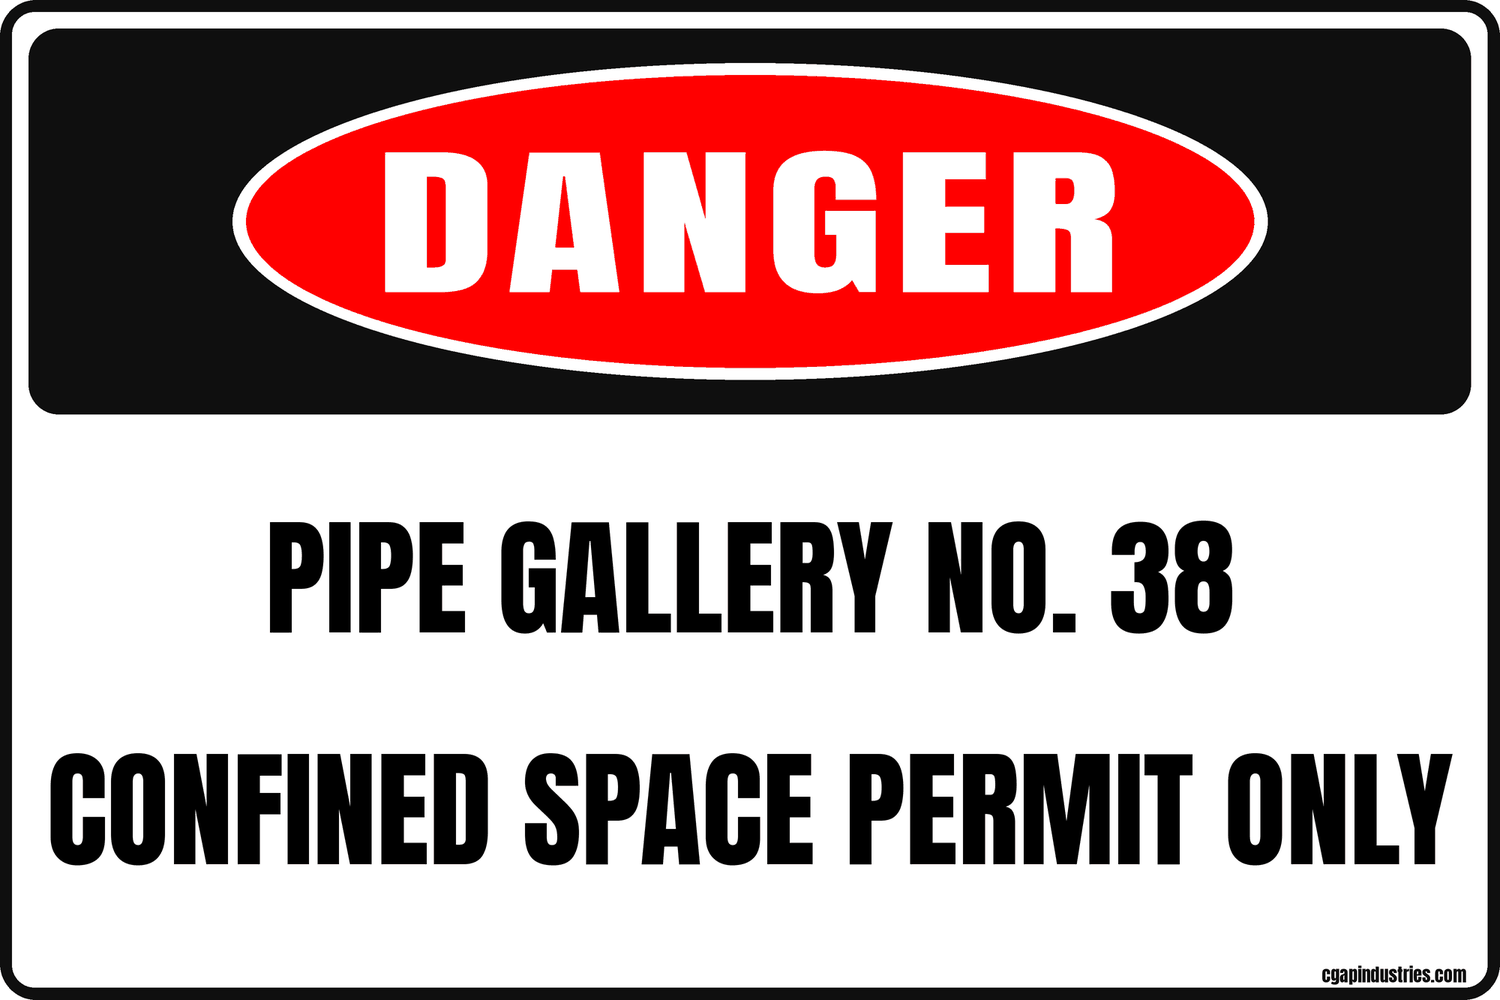 DANGER
PIPE GALLERY NO. 38
CONFINED SPACE PERMIT ONLY
cgapindustries.com